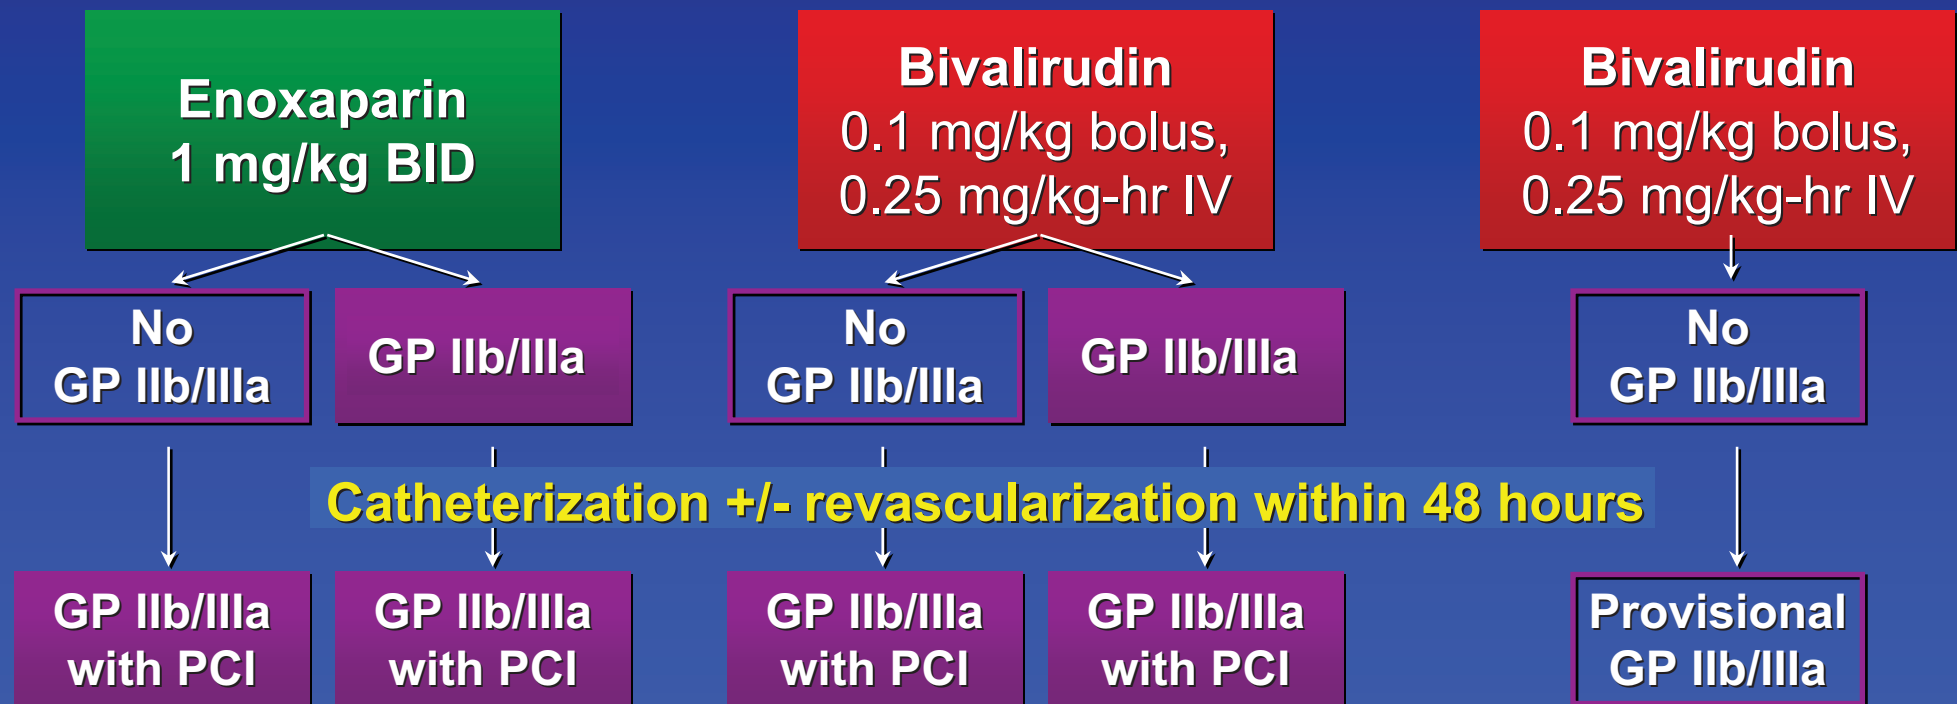 Enoxaparin
1 mg/kg BID
Bivalirudin
0.1 mg/kg bolus,
0.25 mg/kg-hr IV
Bivalirudin
0.1 mg/kg bolus,
0.25 mg/kg-hr IV
No
GP IIb/IIIa
GP IIb/IIIa
No
GP IIb/IIIa
GP IIb/IIIa
No
GP IIb/IIIa
Catheterization +/- revascularization within 48 hours
GP IIb/IIIa
with PCI
GP IIb/IIIa
with PCI
GP IIb/IIIa
with PCI
GP IIb/IIIa
with PCI
Provisional
GP IIb/IIIa